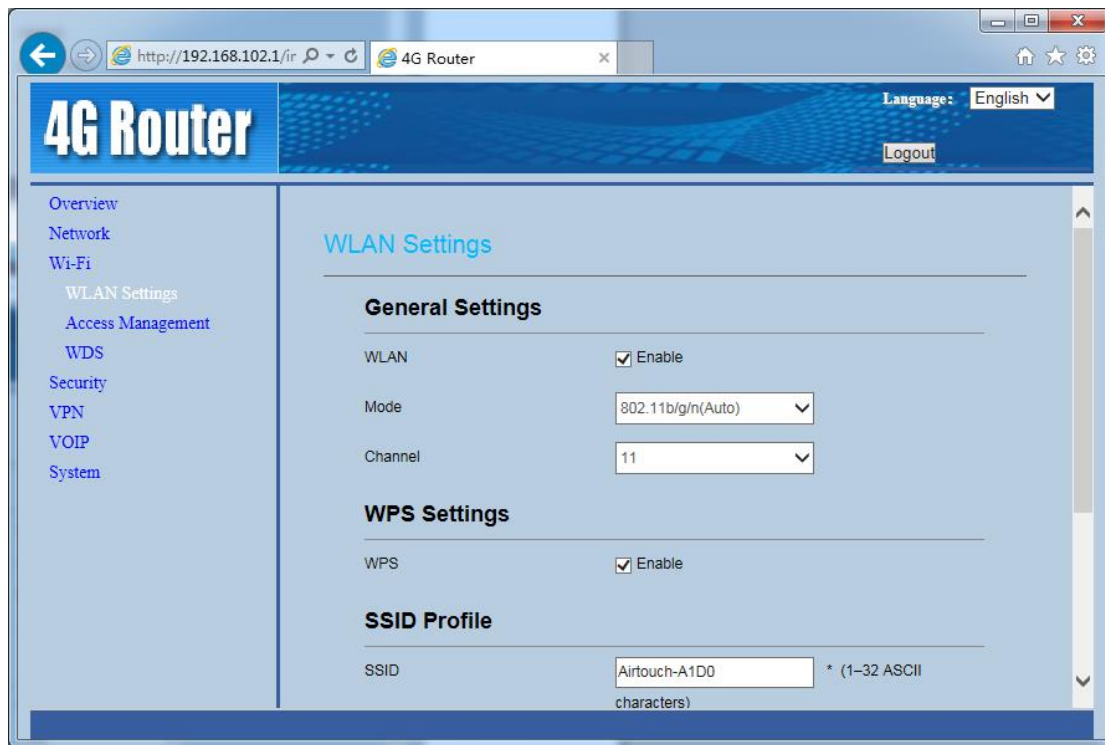 http://192.168.102.1/ir
4G Router
4G Router
Language: English
Logout
Overview
Network
Wi-Fi
WLAN Settings
Access Management
WDS
Security
VPN
VOIP
System
WLAN Settings
General Settings
WLAN Enable
Mode 802.11b/g/n(Auto)
Channel 11
WPS Settings
WPS Enable
SSID Profile
SSID Airtouch-A1D0 * (1–32 ASCII
characters)